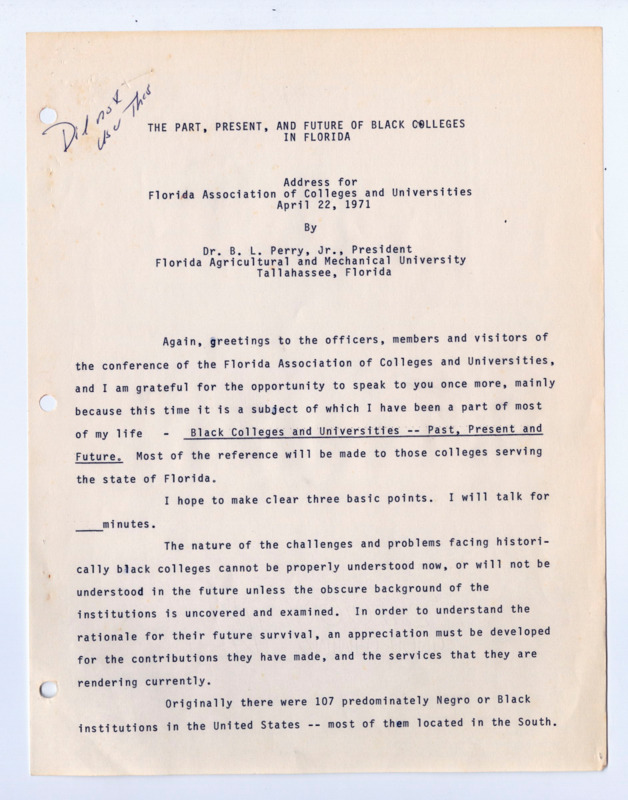 Did not
use This
THE PART, PRESENT, AND FUTURE OF BLACK COLLEGES
IN FLORIDA
Address for
Florida Association of Colleges and Universities
April 22, 1971
By
Dr. B. L. Perry, Jr., President
Florida Agricultural and Mechanical University
Tallahassee, Florida
Again, greetings to the officers, members and visitors of
the conference of the Florida Association of Colleges and Universities,
and I am grateful for the opportunity to speak to you once more, mainly
because this time it is a subject of which I have been a part of most
of my life - Black Colleges and Universities -- Past, Present and
Future. Most of the reference will be made to those colleges serving
the state of Florida.
I hope to make clear three basic points. I will talk for
____minutes.
The nature of the challenges and problems facing histori-
cally black colleges cannot be properly understood now, or will not be
understood in the future unless the obscure background of the
institutions is uncovered and examined. In order to understand the
rationale for their future survival, an appreciation must be developed
for the contributions they have made, and the services that they are
rendering currently.
Originally there were 107 predominately Negro or Black
institutions in the United States -- most of them located in the South.